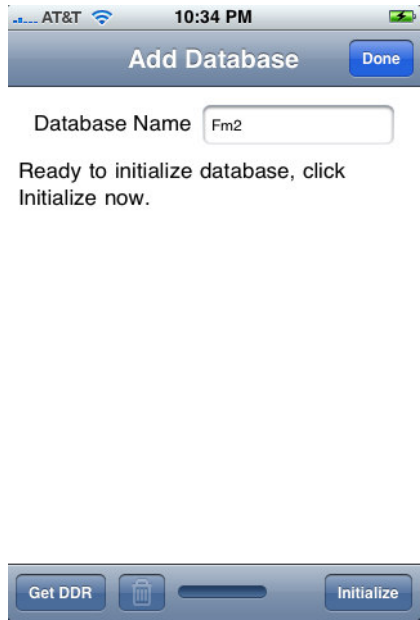 AT&T 10:34 PM
Add Database Done
Database Name Fm2
Ready to initialize database, click
Initialize now.
Get DDR Initialize